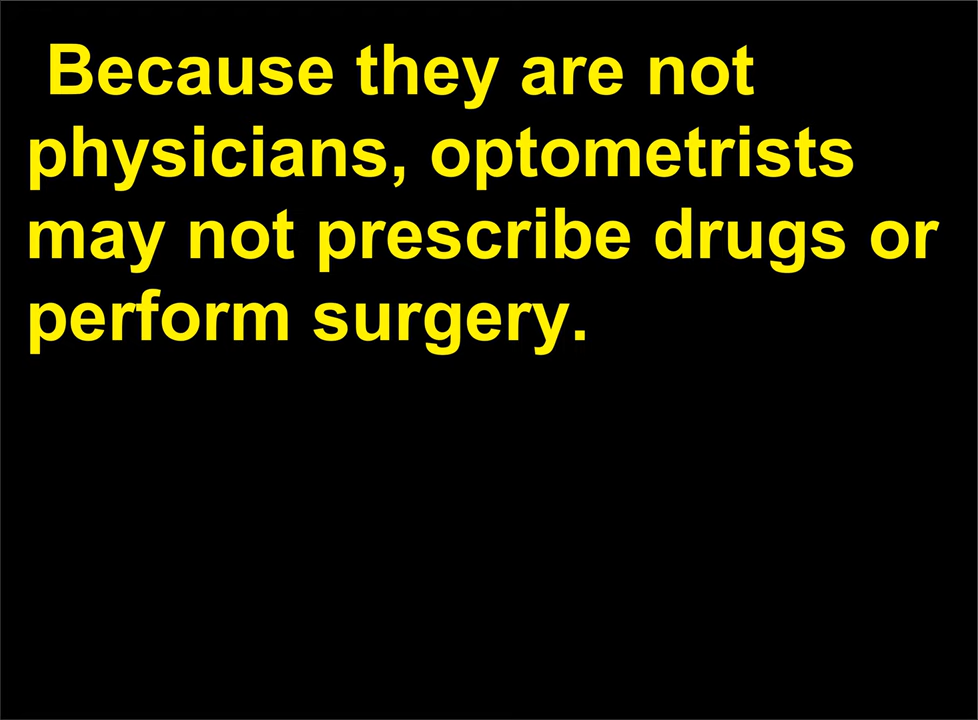 Because they are not
physicians, optometrists
may not prescribe drugs or
perform surgery.